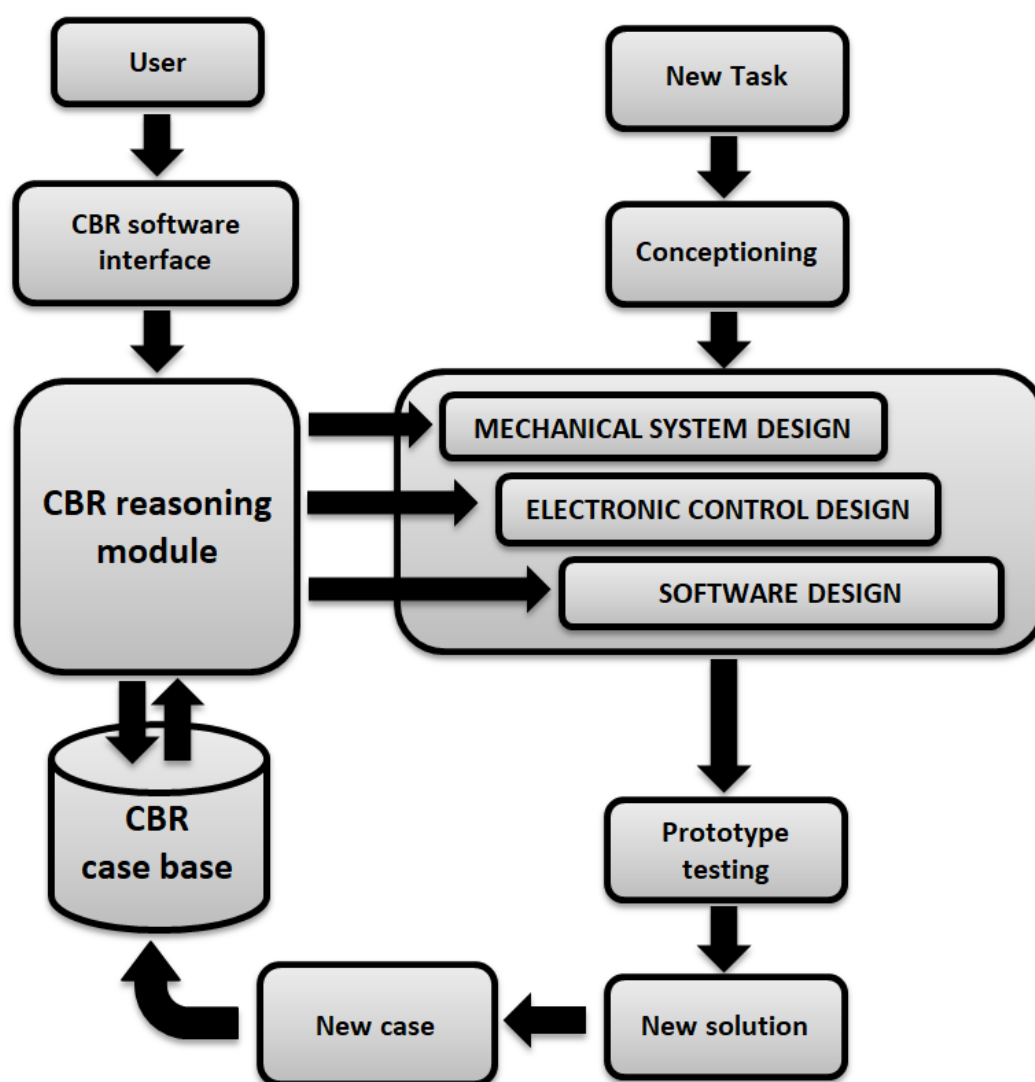 User
New Task
CBR software
interface
Conceptioning
CBR reasoning
module
MECHANICAL SYSTEM DESIGN
ELECTRONIC CONTROL DESIGN
SOFTWARE DESIGN
CBR
case base
Prototype
testing
New case
New solution